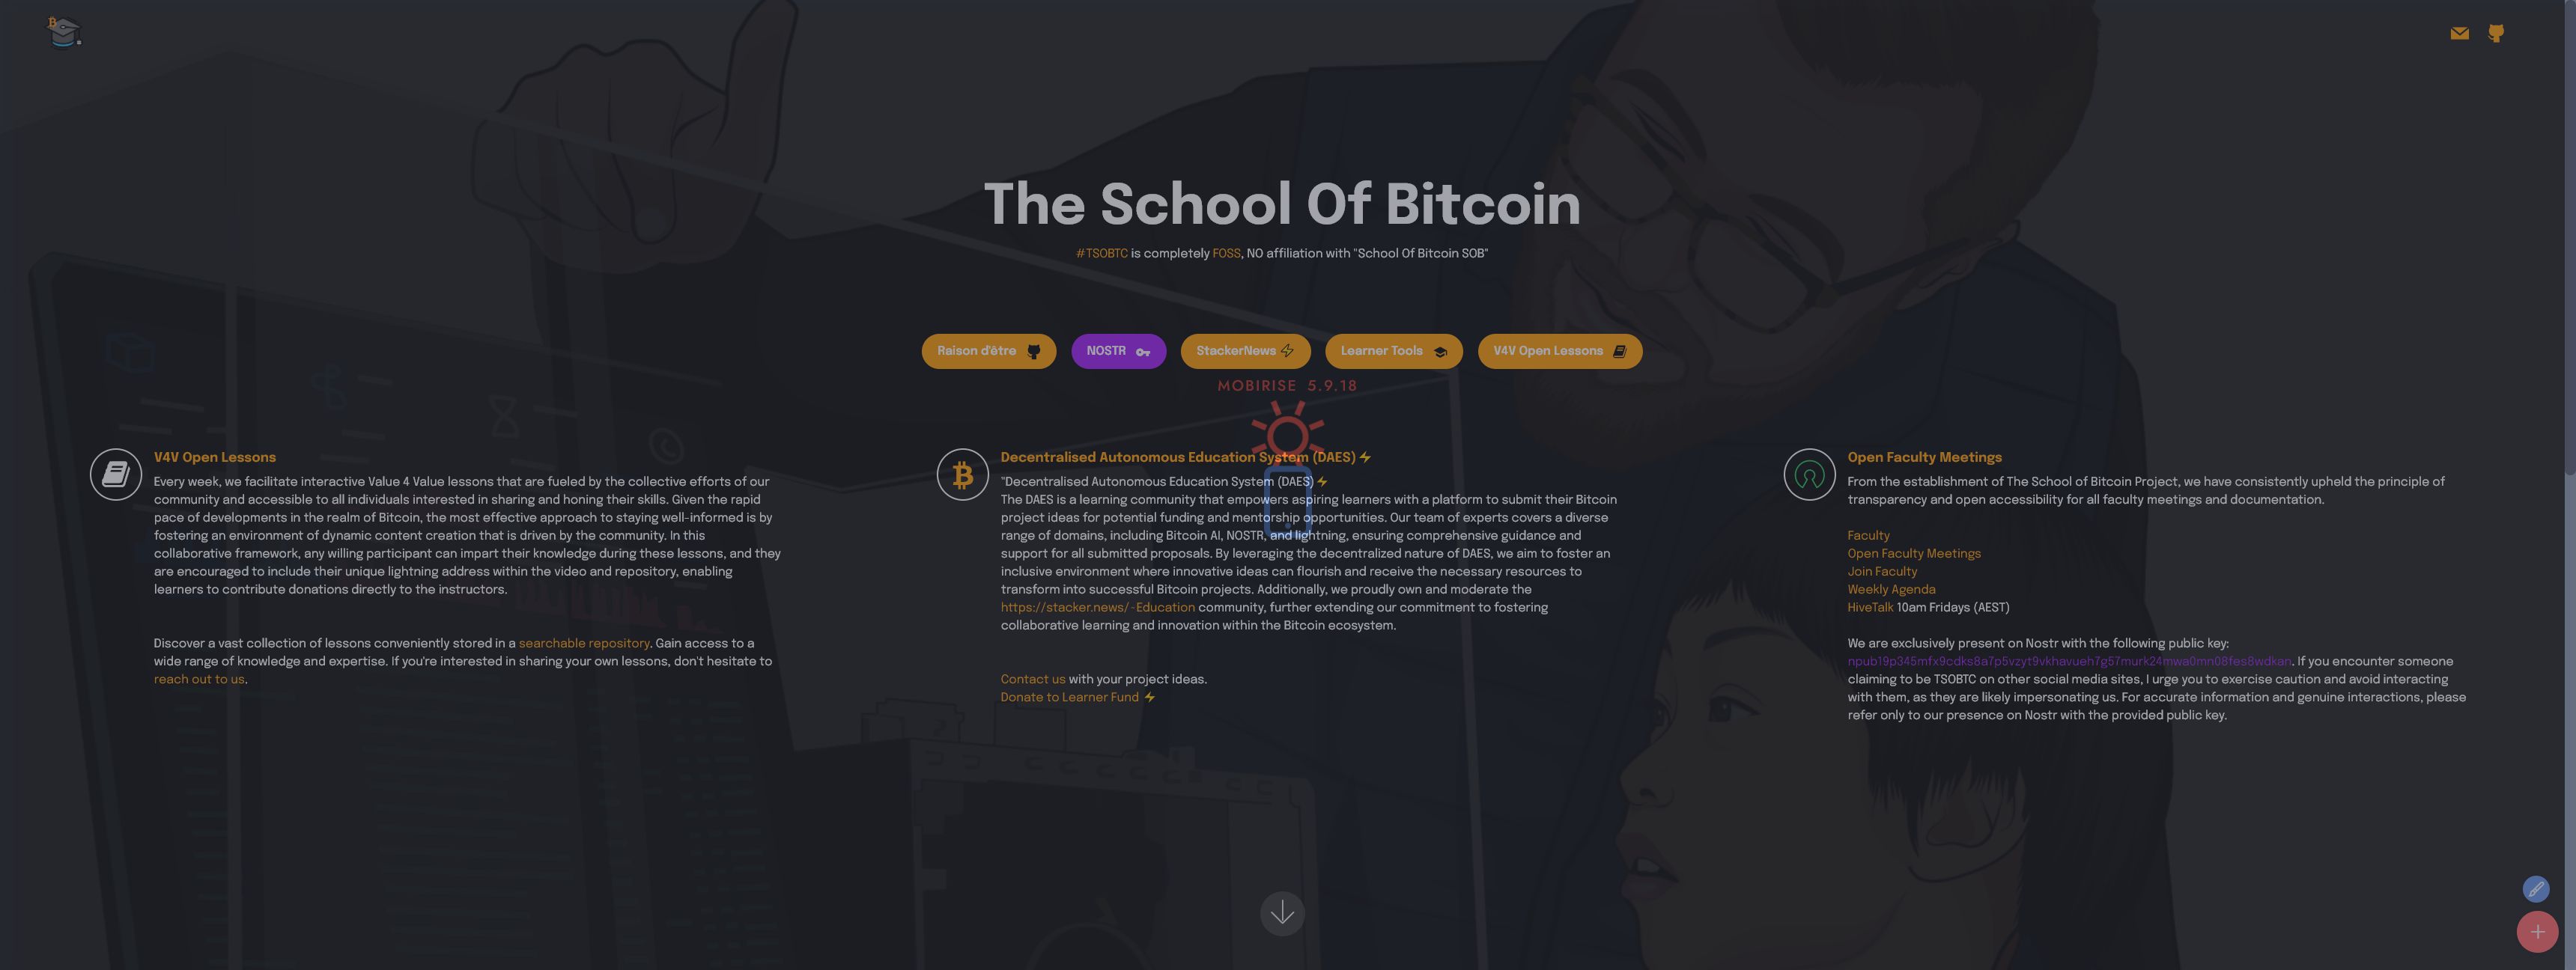 The School Of Bitcoin
#TSOBTC is completely FOSS, NO affiliation with "School Of Bitcoin SOB"
Raison d'être
NOSTR
StackerNews
Learner Tools
V4V Open Lessons
MOBIRISE 5.9.18
V4V Open Lessons
Every week, we facilitate interactive Value 4 Value lessons that are fueled by the collective efforts of our
community and accessible to all individuals interested in sharing and honing their skills. Given the rapid
pace of developments in the realm of Bitcoin, the most effective approach to staying well-informed is by
fostering an environment of dynamic content creation that is driven by the community. In this
collaborative framework, any willing participant can impart their knowledge during these lessons, and they
are encouraged to include their unique lightning address within the video and repository, enabling
learners to contribute donations directly to the instructors.
Discover a vast collection of lessons conveniently stored in a searchable repository. Gain access to a
wide range of knowledge and expertise. If you're interested in sharing your own lessons, don't hesitate to
reach out to us.
Decentralised Autonomous Education System (DAES)
"Decentralised Autonomous Education System (DAES)
The DAES is a learning community that empowers aspiring learners with a platform to submit their Bitcoin
project ideas for potential funding and mentorship opportunities. Our team of experts covers a diverse
range of domains, including Bitcoin AI, NOSTR, and lightning, ensuring comprehensive guidance and
support for all submitted proposals. By leveraging the decentralized nature of DAES, we aim to foster an
inclusive environment where innovative ideas can flourish and receive the necessary resources to
transform into successful Bitcoin projects. Additionally, we proudly own and moderate the
https://stacker.news/~Education community, further extending our commitment to fostering
collaborative learning and innovation within the Bitcoin ecosystem.
Contact us with your project ideas.
Donate to Learner Fund
Open Faculty Meetings
From the establishment of The School of Bitcoin Project, we have consistently upheld the principle of
transparency and open accessibility for all faculty meetings and documentation.
Faculty
Open Faculty Meetings
Join Faculty
Weekly Agenda
HiveTalk 10am Fridays (AEST)
We are exclusively present on Nostr with the following public key:
npub19p345mfx9cdks8a7p5vzyt9vkhavueh7g57murk24mwa0mn08fes8wdkan. If you encounter someone
claiming to be TSOBTC on other social media sites, I urge you to exercise caution and avoid interacting
with them, as they are likely impersonating us. For accurate information and genuine interactions, please
refer only to our presence on Nostr with the provided public key.